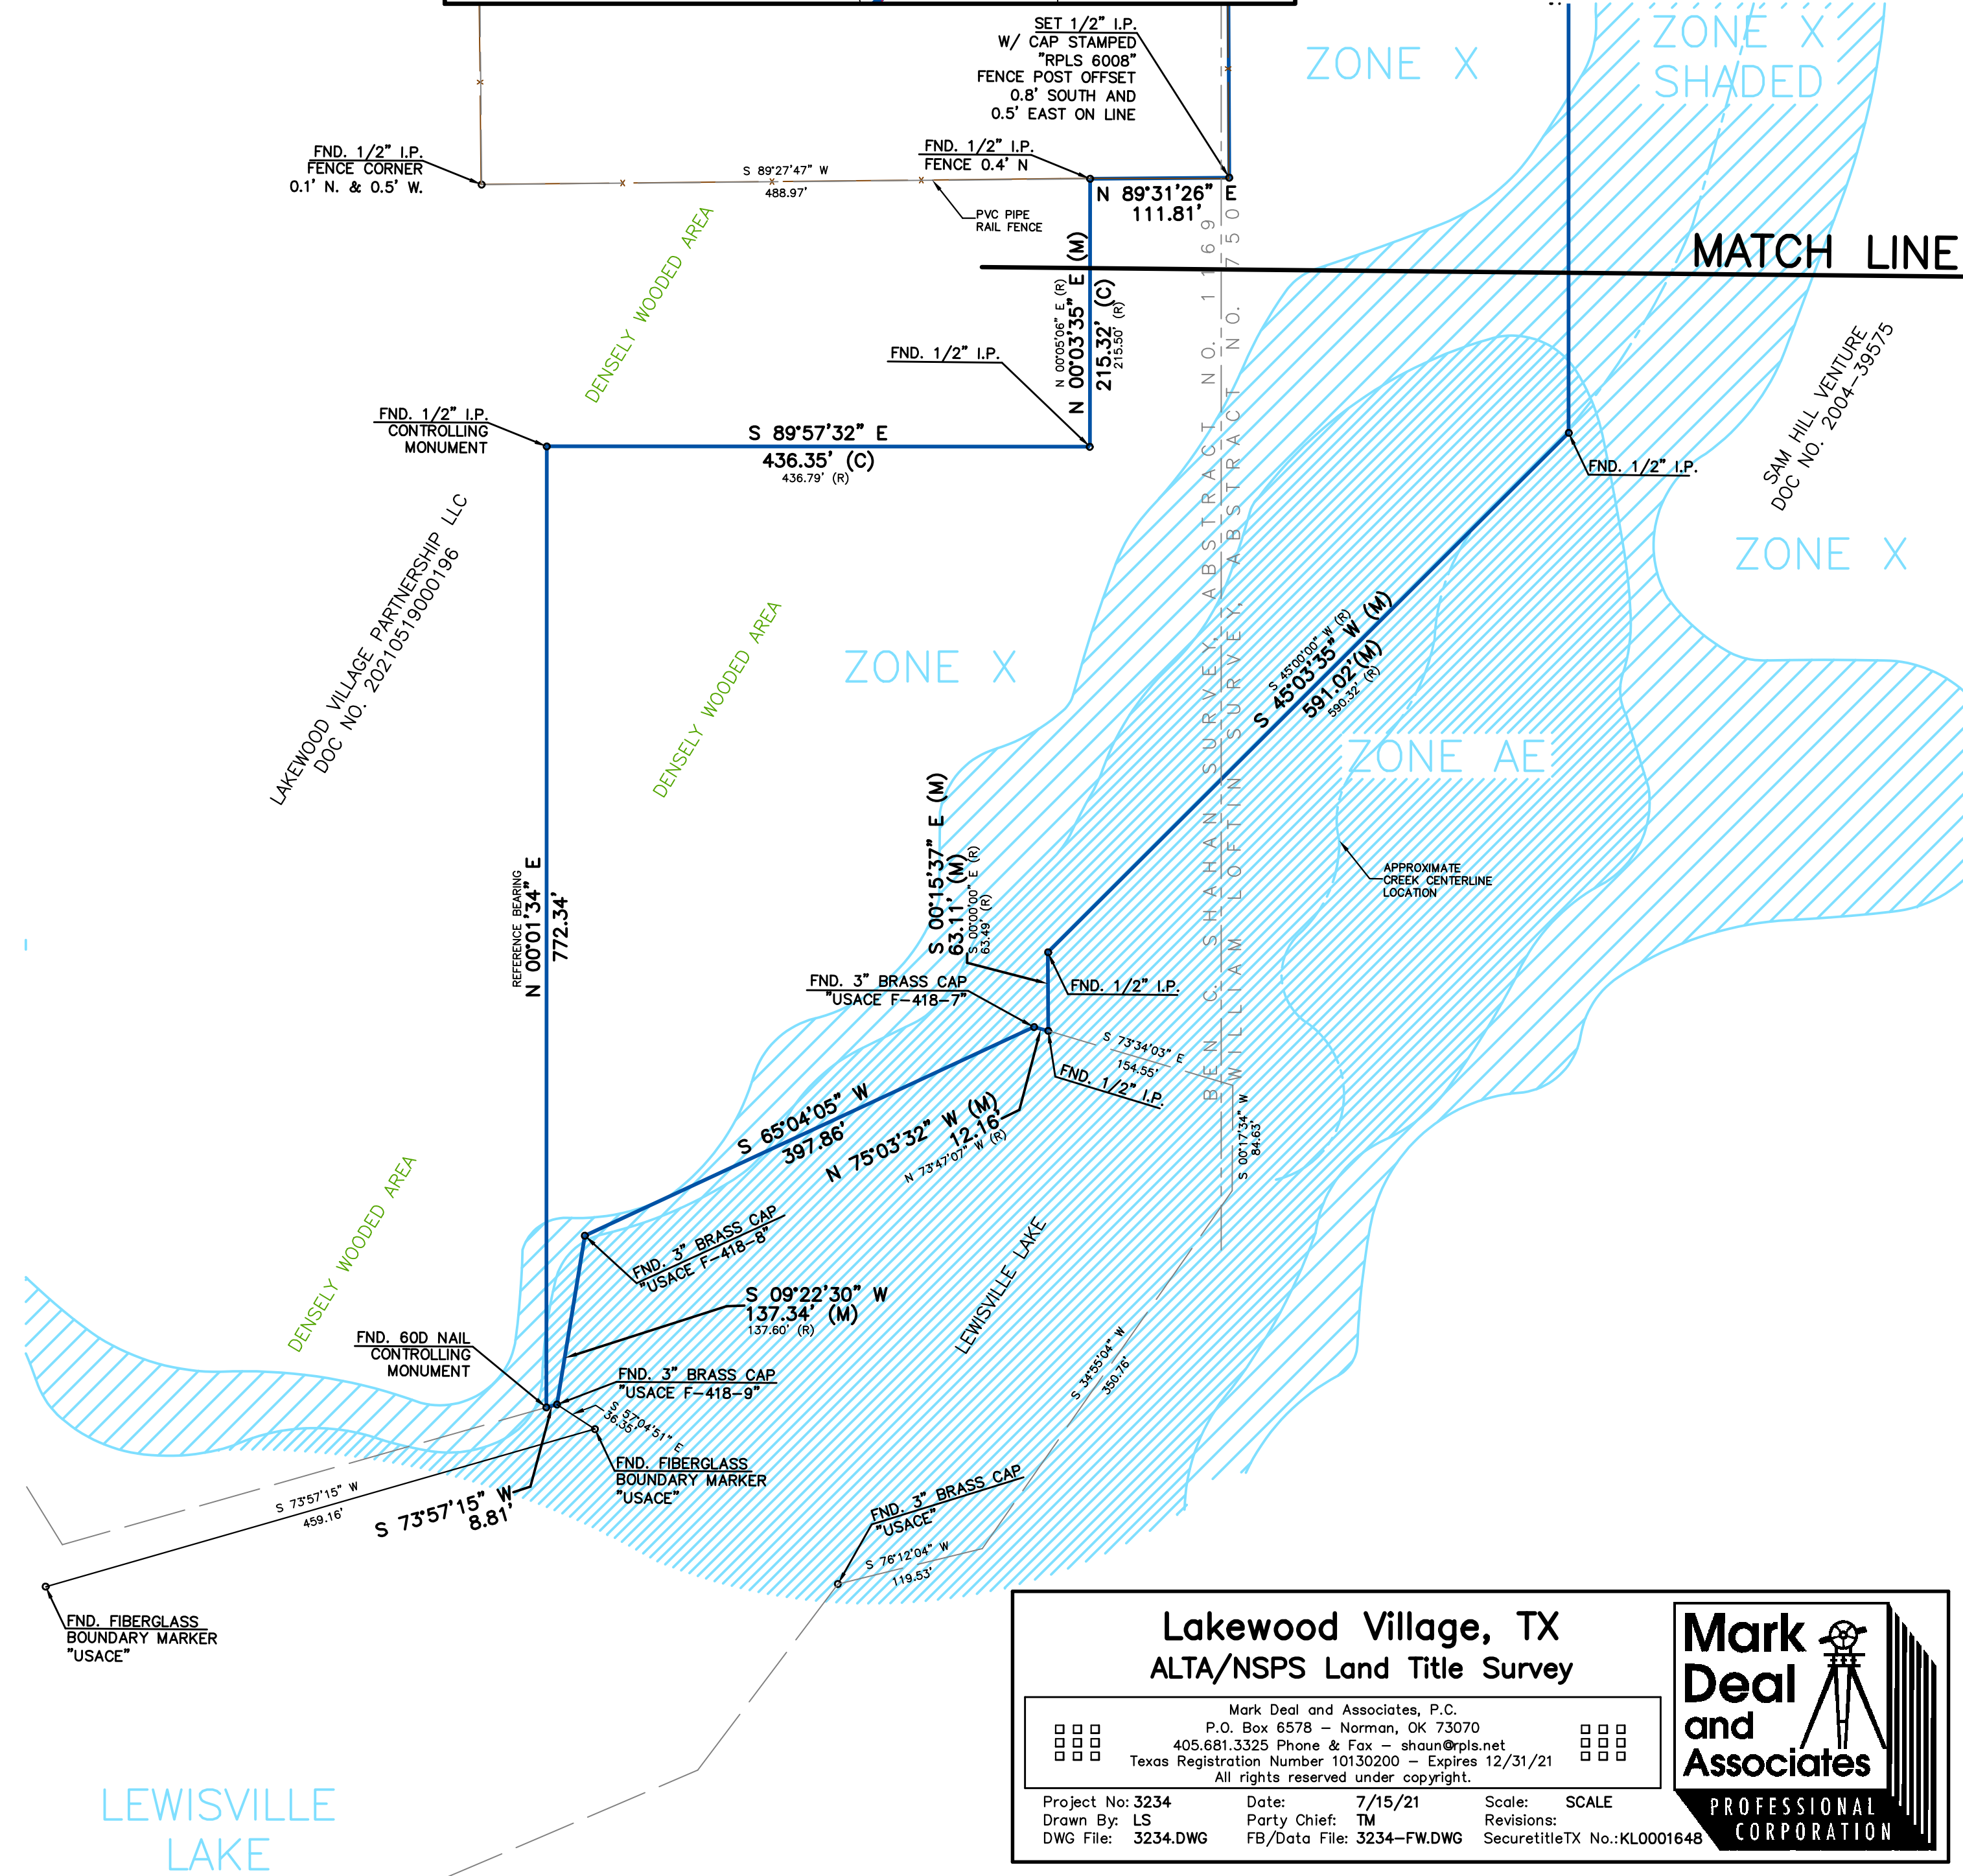 SET 1/2" I.P.
W/ CAP STAMPED
"RPLS 6008"
FENCE POST OFFSET
0.8' SOUTH AND
0.5' EAST ON LINE
ZONE X
ZONE X
SHADED
FND. 1/2" I.P.
FENCE CORNER
0.1' N. & 0.5' W.
S 89°27'47" W
488.97'
FND. 1/2" I.P.
FENCE 0.4' N
PVC PIPE
RAIL FENCE
N 89°31'26" E
111.81'
MATCH LINE
DENSELY WOODED AREA
N 00°05'06" E (R)
N 00°03'35" E (M)
215.32' (C)
215.50' (R)
FND. 1/2" I.P.
FND. 1/2" I.P.
CONTROLLING
MONUMENT
S 89°57'32" E
436.35' (C)
436.79' (R)
SAM HILL VENTURE
DOC NO. 2004-39575
FND. 1/2" I.P.
ZONE X
LAKEWOOD VILLAGE PARTNERSHIP LLC
DOC NO. 20210519000196
DENSELY WOODED AREA
ZONE X
BEN C. SHAHAN SURVEY, ABSTRACT NO. 1169
WILLIAM LOFTIN SURVEY, ABSTRACT NO. 750
S 45°00'00" W (R)
S 45°03'35" W (M)
591.02'(M)
590.32' (R)
ZONE AE
APPROXIMATE
CREEK CENTERLINE
LOCATION
REFERENCE BEARING
N 00°01'34" E
772.34'
S 00°15'37" E (M)
63.11' (M)
S 00°00'00" E (R)
63.49' (R)
FND. 3" BRASS CAP
"USACE F-418-7"
FND. 1/2" I.P.
S 73°34'03" E
154.55'
FND. 1/2" I.P.
S 00°17'34" W
84.63'
S 65°04'05" W
397.86'
N 75°03'32" W (M)
12.16'
N 73°47'07" W (R)
DENSELY WOODED AREA
FND. 3" BRASS CAP
"USACE F-418-8"
LEWISVILLE LAKE
S 09°22'30" W
137.34' (M)
137.60' (R)
FND. 60D NAIL
CONTROLLING
MONUMENT
FND. 3" BRASS CAP
"USACE F-418-9"
S 34°55'04" W
350.76'
S 57°04'51" E
36.35'
FND. FIBERGLASS
BOUNDARY MARKER
"USACE"
S 73°57'15" W
459.16'
S 73°57'15" W
8.81'
FND. 3" BRASS CAP
"USACE"
S 76°12'04" W
119.53'
FND. FIBERGLASS
BOUNDARY MARKER
"USACE"
LEWISVILLE
LAKE
Lakewood Village, TX
ALTA/NSPS Land Title Survey
Mark Deal and Associates, P.C.
P.O. Box 6578 - Norman, OK 73070
405.681.3325 Phone & Fax - shaun@rpls.net
Texas Registration Number 10130200 - Expires 12/31/21
All rights reserved under copyright.
Project No: 3234 Date: 7/15/21 Scale: SCALE
Drawn By: LS Party Chief: TM Revisions:
DWG File: 3234.DWG FB/Data File: 3234-FW.DWG SecuretitleTX No.:KL0001648
Mark
Deal
and
Associates
PROFESSIONAL
CORPORATION